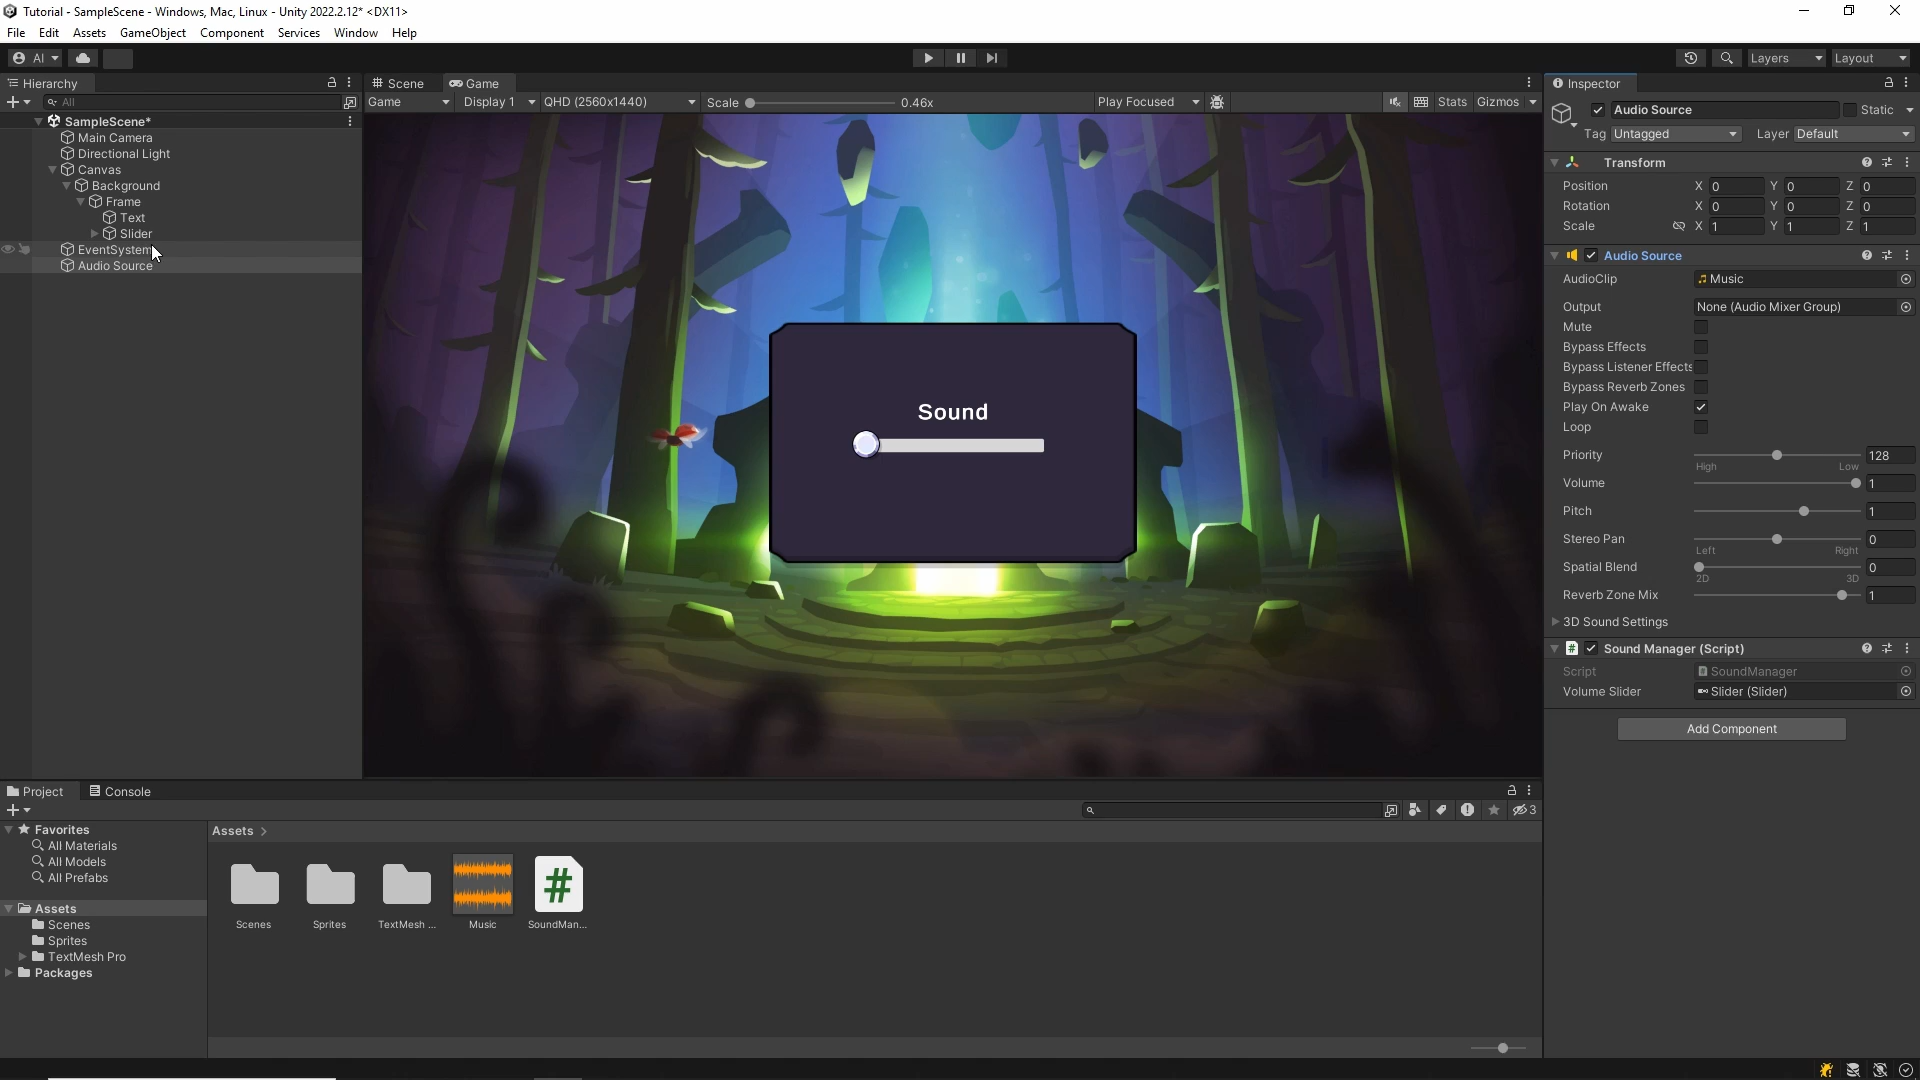 Tutorial - SampleScene - Windows, Mac, Linux - Unity 2022.2.12* <DX11>
File Edit Assets GameObject Component Services Window Help
AI Layers Layout
Hierarchy
All
SampleScene*
Main Camera
Directional Light
Canvas
Background
Frame
Text
Slider
EventSystem
Audio Source
Scene Game
Game Display 1 QHD (2560x1440) Scale 0.46x Play Focused Stats Gizmos
Sound
Inspector
Audio Source Static
Tag Untagged Layer Default
Transform
Position X 0 Y 0 Z 0
Rotation X 0 Y 0 Z 0
Scale X 1 Y 1 Z 1
Audio Source
AudioClip Music
Output None (Audio Mixer Group)
Mute
Bypass Effects
Bypass Listener Effects
Bypass Reverb Zones
Play On Awake
Loop
Priority 128
High Low
Volume 1
Pitch 1
Stereo Pan 0
Left Right
Spatial Blend 0
2D 3D
Reverb Zone Mix 1
3D Sound Settings
# Sound Manager (Script)
Script SoundManager
Volume Slider Slider (Slider)
Add Component
Project Console
3
Favorites
All Materials
All Models
All Prefabs
Assets
Scenes
Sprites
TextMesh Pro
Packages
Assets >
#
Scenes Sprites TextMesh ... Music SoundMan...